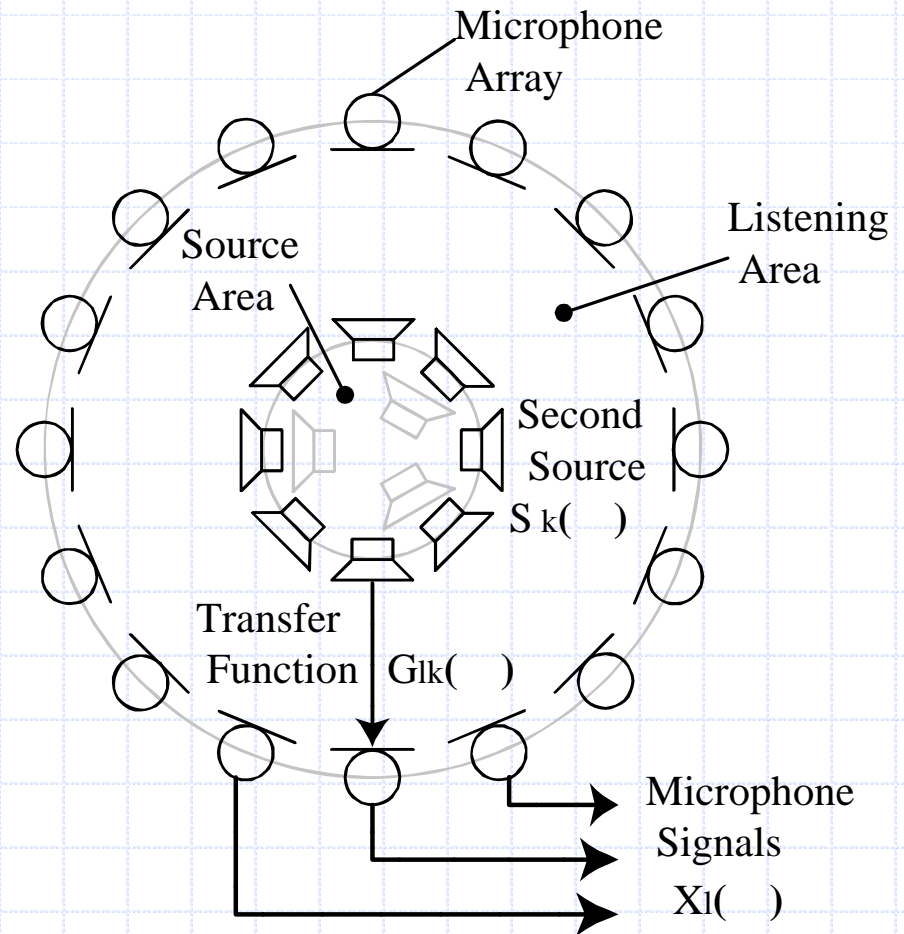 Microphone
Array
Listening
Area
Source
Area
Second
Source
S k( )
Transfer
Function
Glk( )
Microphone
Signals
Xl( )